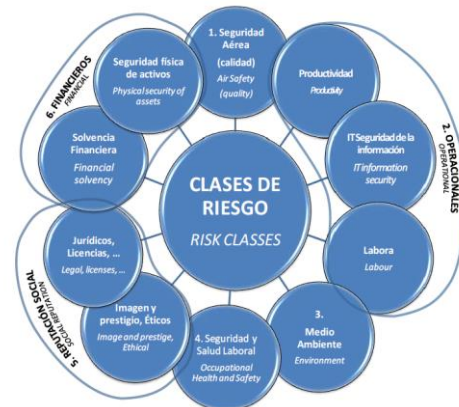 CLASES DE
RIESGO
RISK CLASSES
1. Seguridad
Aérea
(calidad)
Air Safety
(quality)
Productividad
Productivity
IT Seguridad de la
información
IT information
security
Labora
Labour
2. OPERACIONALES
OPERATIONAL
3.
Medio
Ambiente
Environment
4. Seguridad y
Salud Laboral
Occupational
Health and Safety
Imagen y
prestigio, Éticos
Image and prestige,
Ethical
Jurídicos,
Licencias, ...
Legal, licenses, ...
5. REPUTACIÓN SOCIAL
SOCIAL REPUTATION
Solvencia
Financiera
Financial
solvency
Seguridad física
de activos
Physical security of
assets
6. FINANCIEROS
FINANCIAL